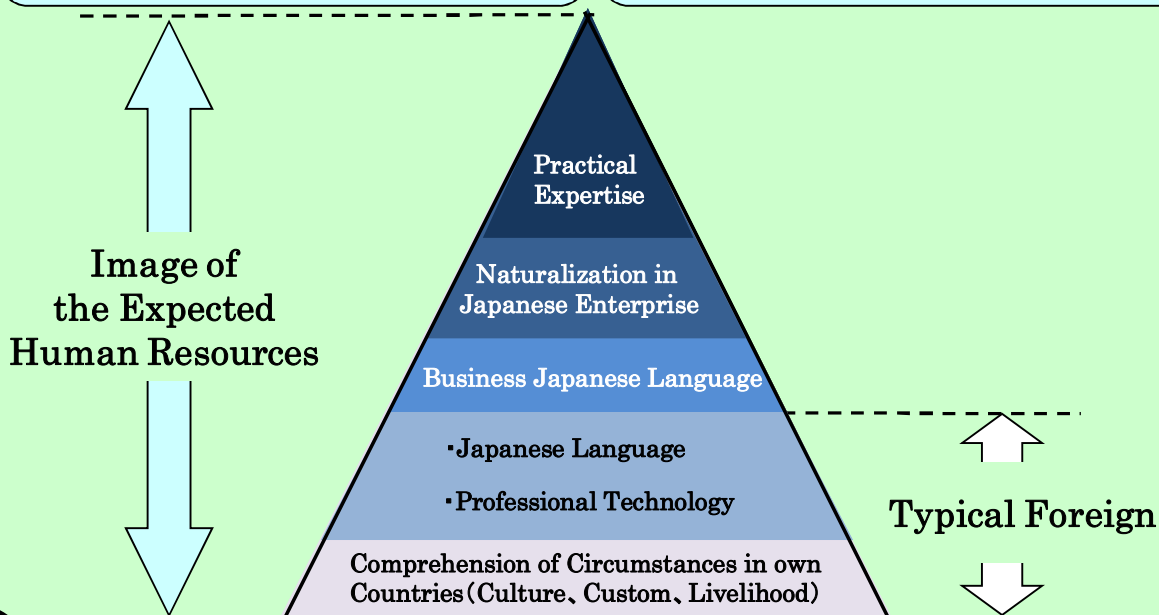 Practical
Expertise
Naturalization in
Japanese Enterprise
Image of
the Expected
Human Resources
Business Japanese Language
・Japanese Language
・Professional Technology
Typical Foreign
Comprehension of Circumstances in own
Countries(Culture、Custom、Livelihood)